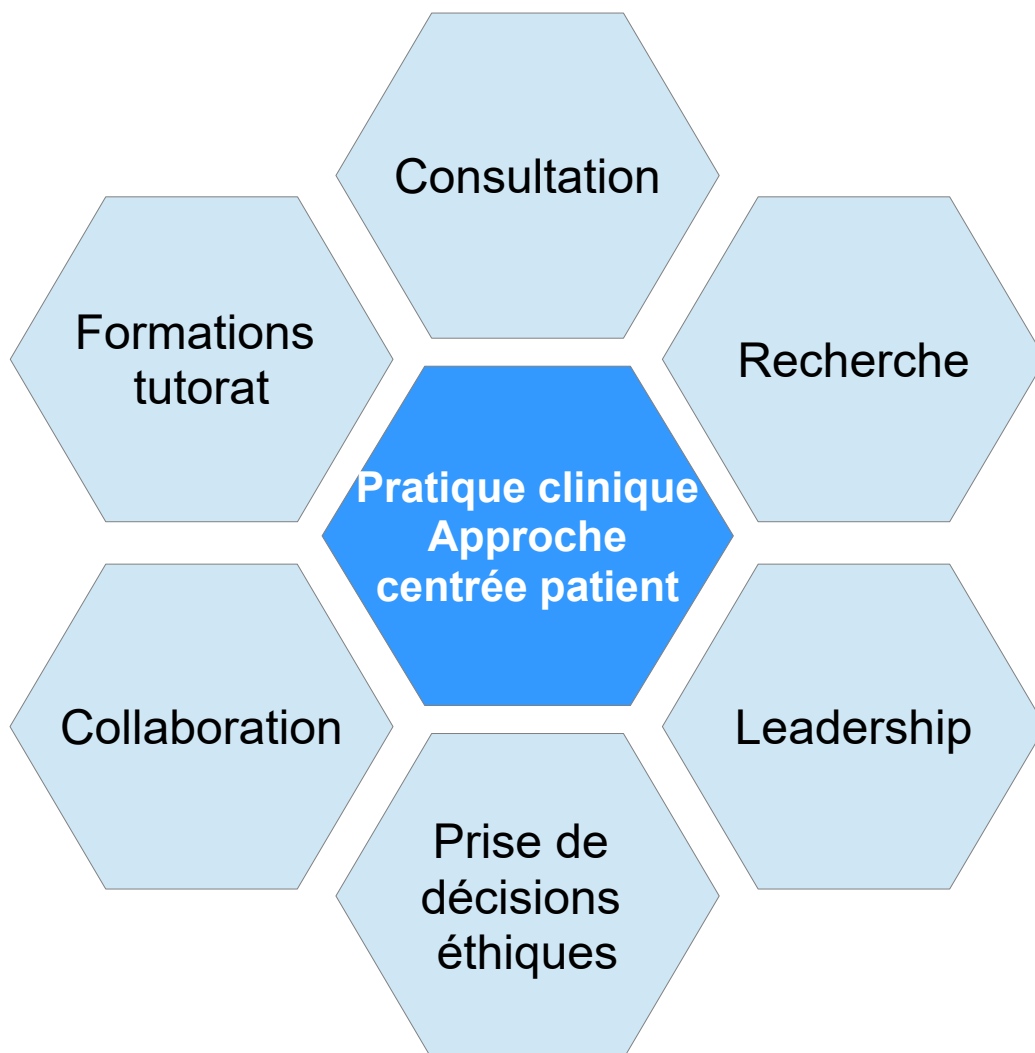 Consultation
Formations
tutorat
Recherche
Pratique clinique
Approche
centrée patient
Collaboration
Leadership
Prise de
décisions
éthiques